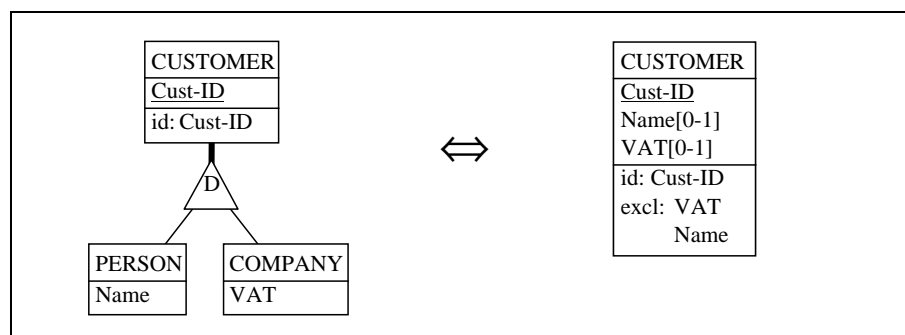 CUSTOMER
Cust-ID
id: Cust-ID
D
PERSON
Name
COMPANY
VAT
⇔
CUSTOMER
Cust-ID
Name[0-1]
VAT[0-1]
id: Cust-ID
excl: VAT
Name